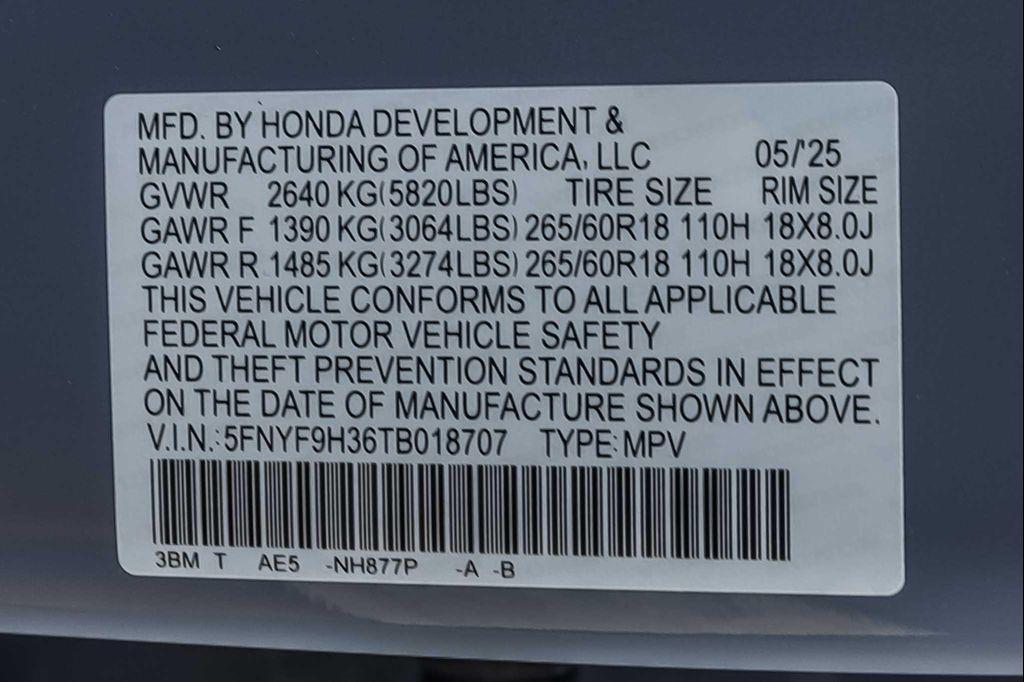 MFD. BY HONDA DEVELOPMENT &
MANUFACTURING OF AMERICA, LLC 05/'25
GVWR 2640 KG(5820LBS) TIRE SIZE RIM SIZE
GAWR F 1390 KG(3064LBS) 265/60R18 110H 18X8.0J
GAWR R 1485 KG(3274LBS) 265/60R18 110H 18X8.0J
THIS VEHICLE CONFORMS TO ALL APPLICABLE
FEDERAL MOTOR VEHICLE SAFETY
AND THEFT PREVENTION STANDARDS IN EFFECT
ON THE DATE OF MANUFACTURE SHOWN ABOVE.
V.I.N.:5FNYF9H36TB018707 TYPE:MPV
3BM T AE5 -NH877P -A -B